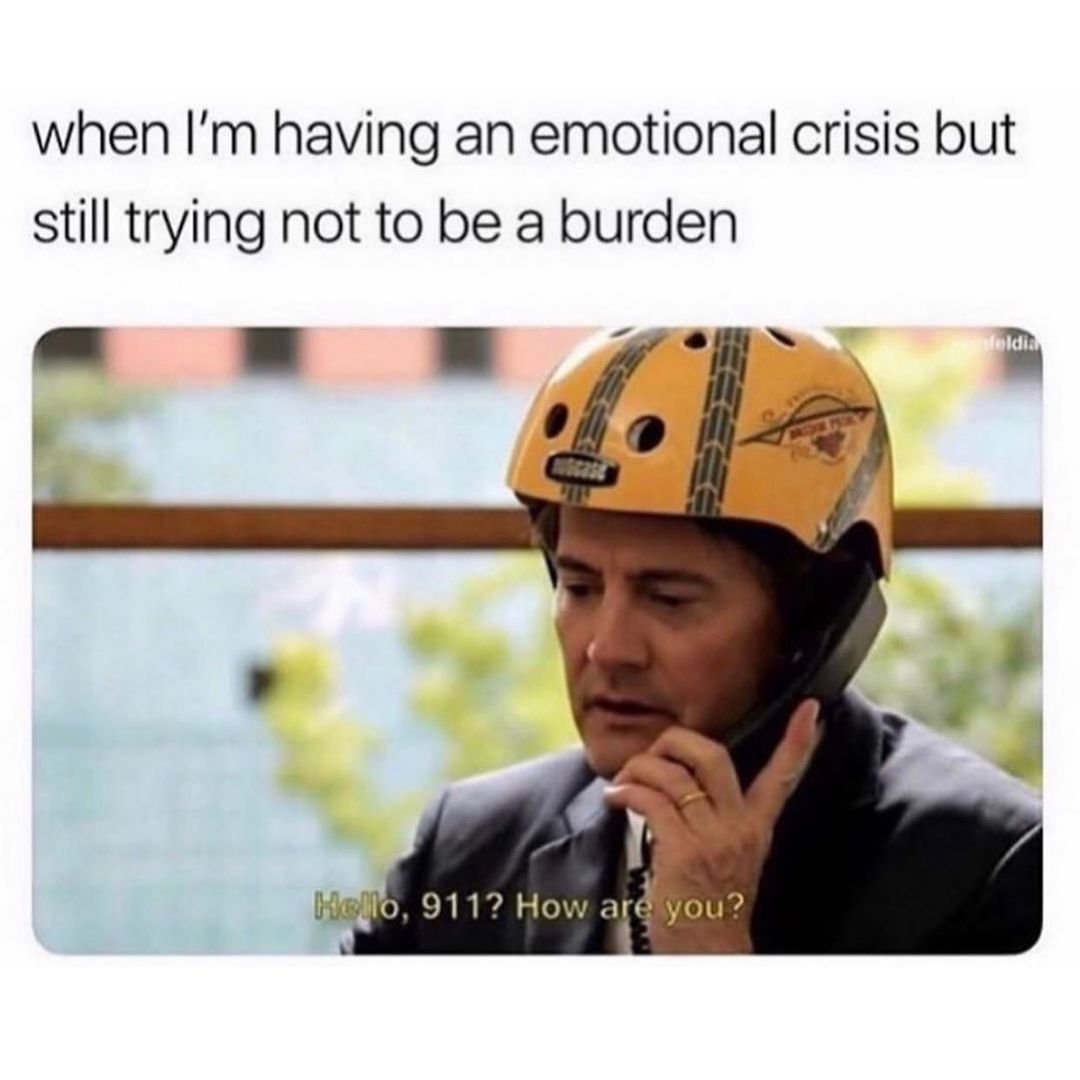 when I'm having an emotional crisis but
still trying not to be a burden
Hello, 911? How are you?